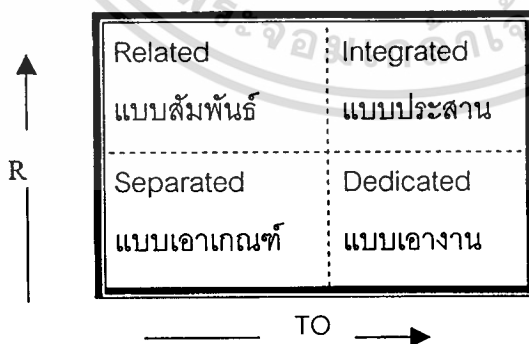 Related Integrated
แบบสัมพันธ์ แบบประสาน
R
Separated Dedicated
แบบเอาเกณฑ์ แบบเอางาน
TO